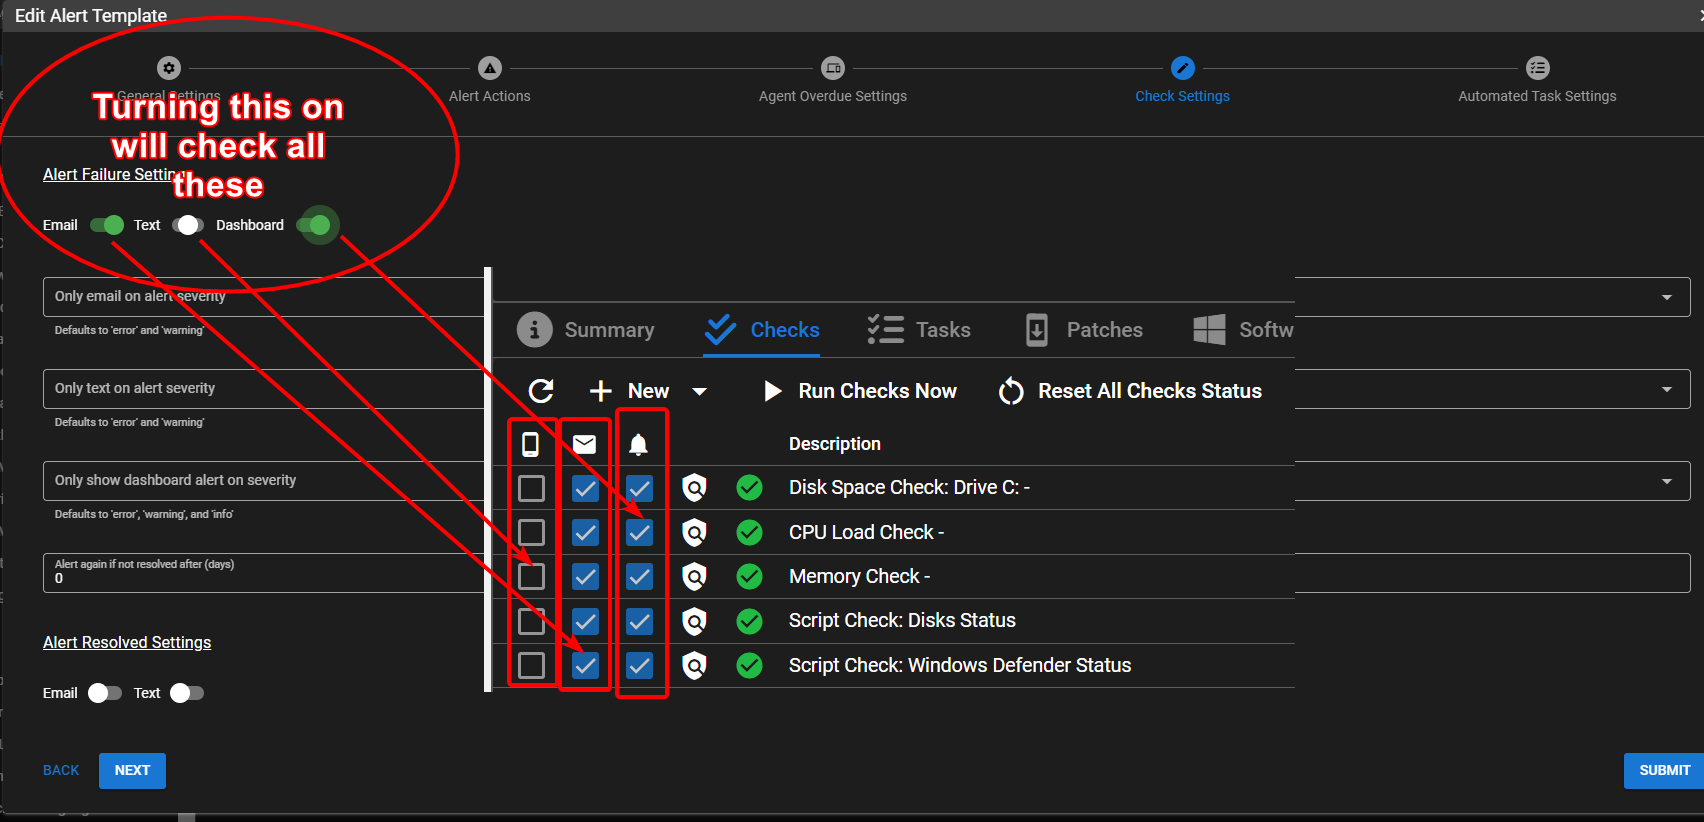 Edit Alert Template
General Settings
Alert Actions
Agent Overdue Settings
Check Settings
Automated Task Settings
Turning this on
will check all
these
Alert Failure Settings
Email
Text
Dashboard
Only email on alert severity
Defaults to 'error' and 'warning'
Only text on alert severity
Defaults to 'error' and 'warning'
Only show dashboard alert on severity
Defaults to 'error', 'warning', and 'info'
Alert again if not resolved after (days)
0
Alert Resolved Settings
Email
Text
BACK
NEXT
SUBMIT
Summary
Checks
Tasks
Patches
Softw
New
Run Checks Now
Reset All Checks Status
Description
Disk Space Check: Drive C: -
CPU Load Check -
Memory Check -
Script Check: Disks Status
Script Check: Windows Defender Status